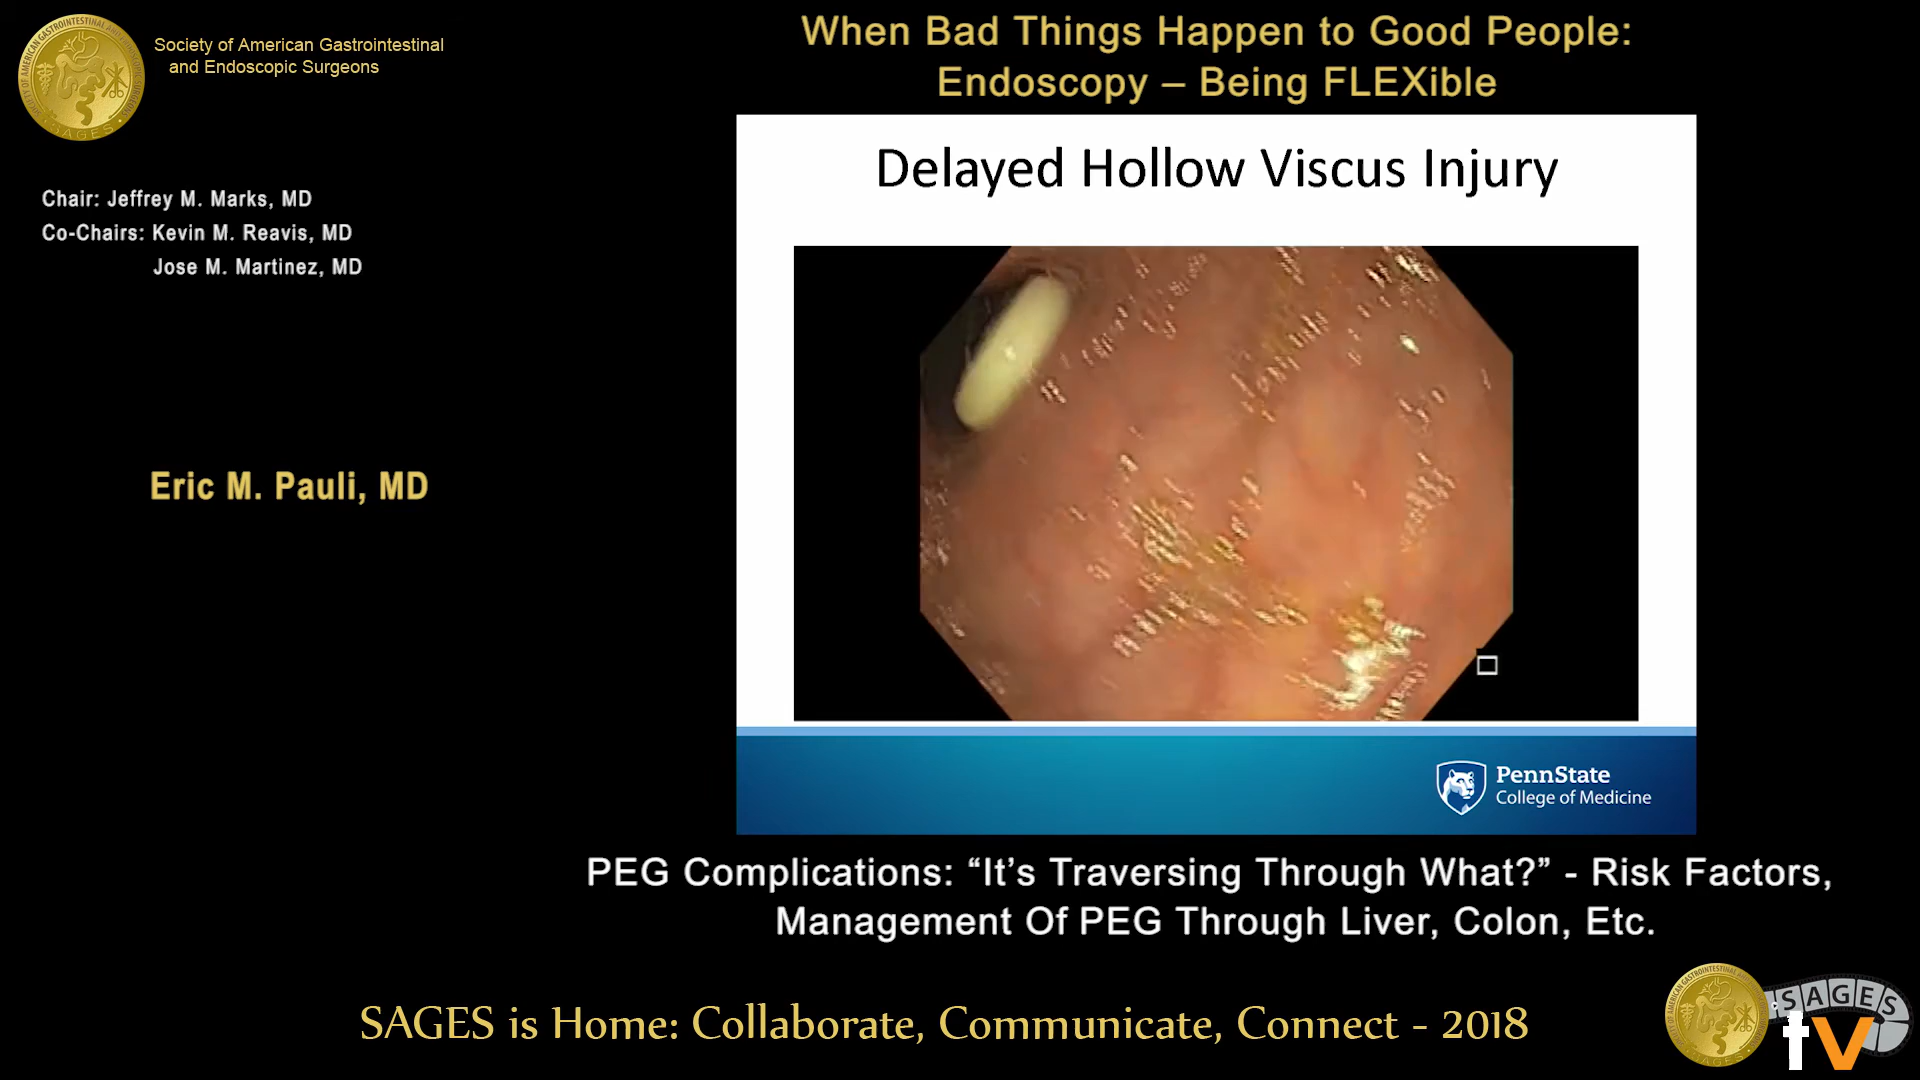 Society of American Gastrointestinal
and Endoscopic Surgeons
When Bad Things Happen to Good People:
Endoscopy – Being FLEXible
Chair: Jeffrey M. Marks, MD
Co-Chairs: Kevin M. Reavis, MD
Jose M. Martinez, MD
Eric M. Pauli, MD
Delayed Hollow Viscus Injury
PennState
College of Medicine
PEG Complications: “It’s Traversing Through What?” - Risk Factors,
Management Of PEG Through Liver, Colon, Etc.
SAGES is Home: Collaborate, Communicate, Connect - 2018
SAGES
tv